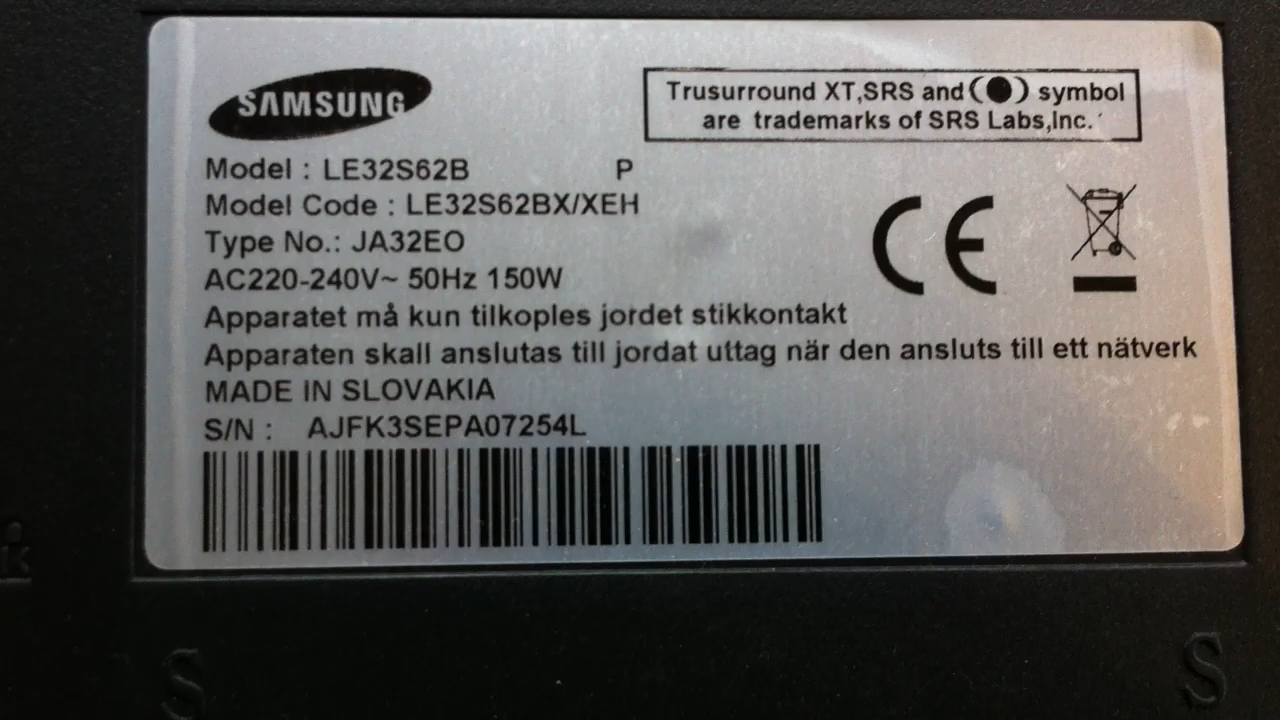 SAMSUNG
Trusurround XT,SRS and (●) symbol
are trademarks of SRS Labs,Inc.
Model : LE32S62B P
Model Code : LE32S62BX/XEH
Type No.: JA32EO
AC220-240V~ 50Hz 150W
CE
Apparatet må kun tilkoples jordet stikkontakt
Apparaten skall anslutas till jordat uttag när den ansluts till ett nätverk
MADE IN SLOVAKIA
S/N : AJFK3SEPA07254L
S S